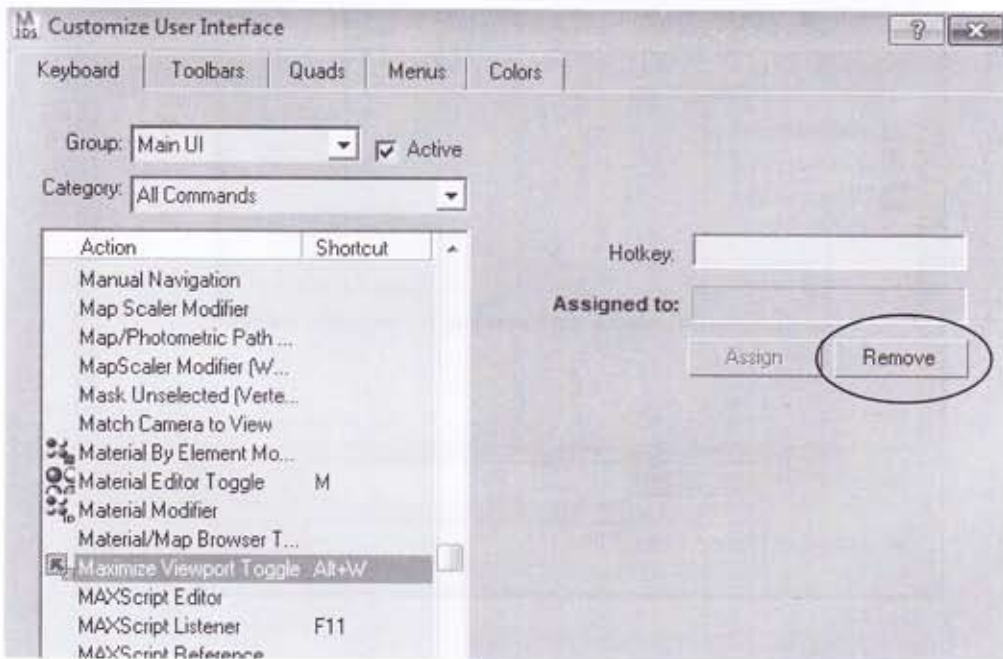 Customize User Interface
Keyboard Toolbars Quads Menus Colors
Group: Main UI Active
Category: All Commands
Action Shortcut
Manual Navigation
Map Scaler Modifier
Map/Photometric Path ...
MapScaler Modifier (W...
Mask Unselected (Verte...
Match Camera to View
Material By Element Mo...
Material Editor Toggle M
Material Modifier
Material/Map Browser T...
Maximize Viewport Toggle Alt+W
MAXScript Editor
MAXScript Listener F11
MAXScript Reference
Hotkey:
Assigned to:
Assign Remove